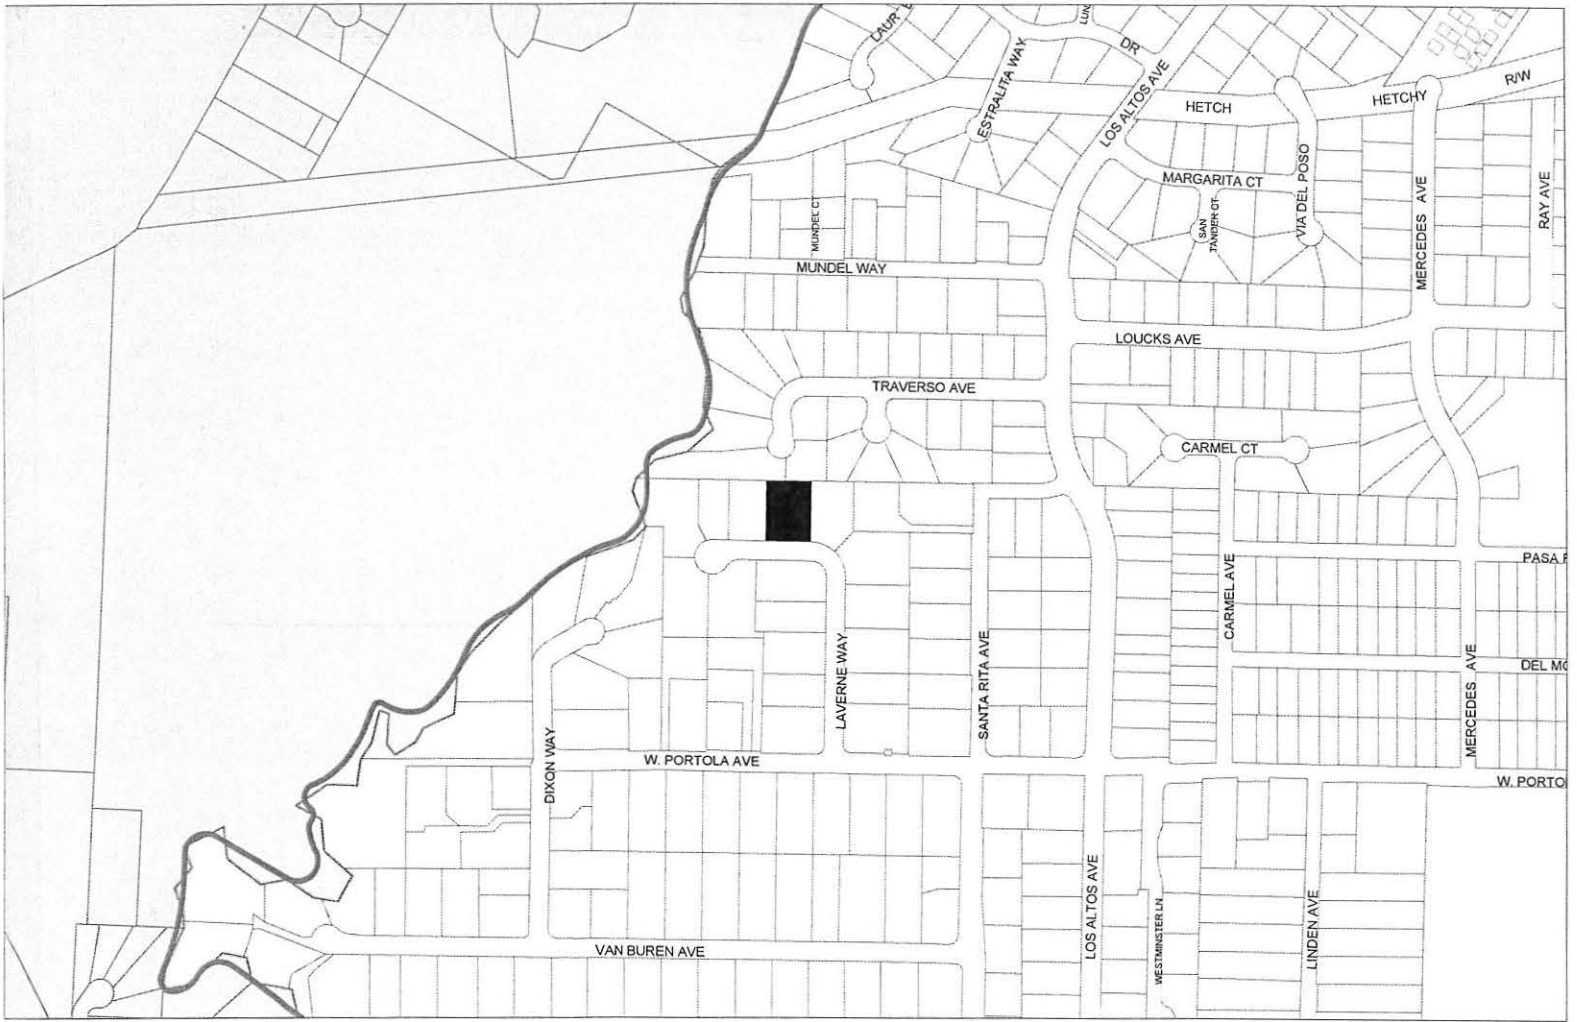 LAUR
ESTRALITA WAY
DR
LOS ALTOS AVE
HETCH
HETCHY
R/W
MARGARITA CT
SAN
TANDER CT
VIA DEL POSO
MERCEDES AVE
RAY AVE
MUNDEL CT
MUNDEL WAY
LOUCKS AVE
TRAVERSO AVE
CARMEL CT
PASA
CARMEL AVE
LAVERNE WAY
SANTA RITA AVE
DEL MO
MERCEDES AVE
DIXON WAY
W. PORTOLA AVE
W. PORTO
LOS ALTOS AVE
WESTMINSTER LN
LINDEN AVE
VAN BUREN AVE